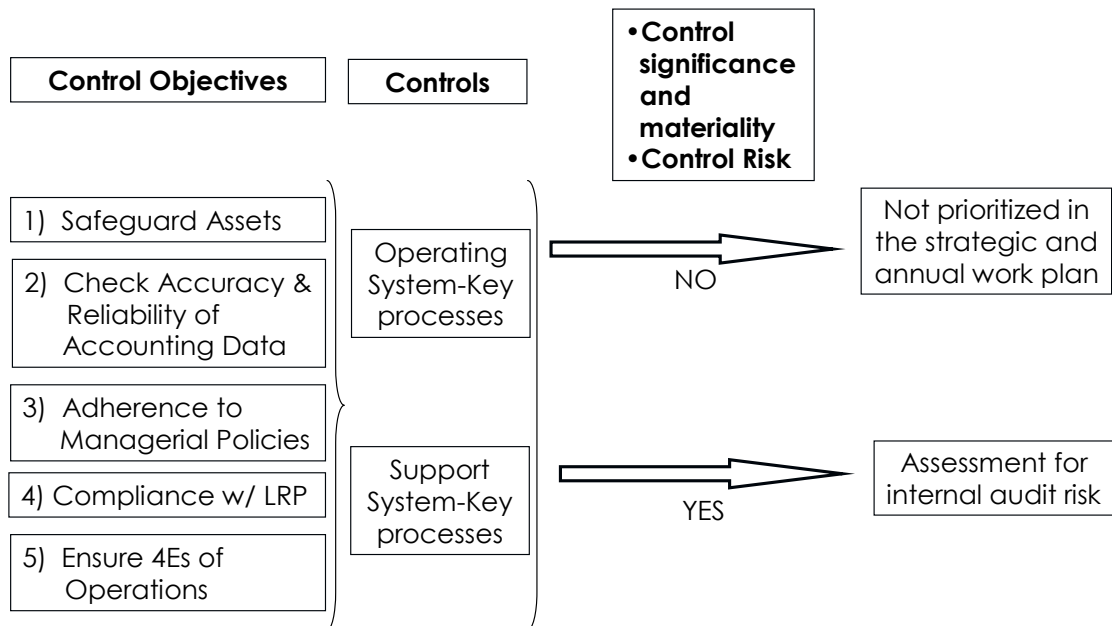 Control Objectives
Controls
•Control
significance
and
materiality
•Control Risk
1) Safeguard Assets
2) Check Accuracy &
Reliability of
Accounting Data
3) Adherence to
Managerial Policies
4) Compliance w/ LRP
5) Ensure 4Es of
Operations
Operating
System-Key
processes
Support
System-Key
processes
NO
YES
Not prioritized in
the strategic and
annual work plan
Assessment for
internal audit risk